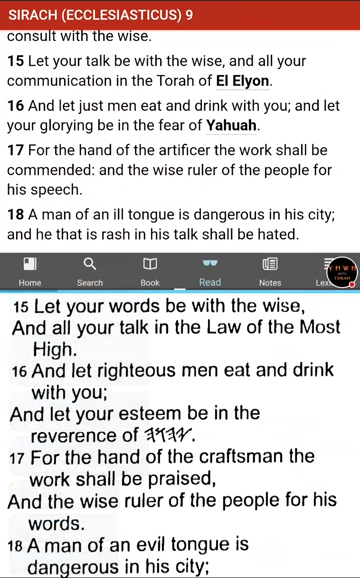 SIRACH (ECCLESIASTICUS) 9
consult with the wise.
15 Let your talk be with the wise, and all your
communication in the Torah of El Elyon.
16 And let just men eat and drink with you; and let
your glorying be in the fear of Yahuah.
17 For the hand of the artificer the work shall be
commended: and the wise ruler of the people for
his speech.
18 A man of an ill tongue is dangerous in his city;
and he that is rash in his talk shall be hated.
Home Search Book Read Notes Lex
YHWH
TORAH
15 Let your words be with the wise,
And all your talk in the Law of the Most
High.
16 And let righteous men eat and drink
with you;
And let your esteem be in the
reverence of 𐤉𐤄𐤅𐤄.
17 For the hand of the craftsman the
work shall be praised,
And the wise ruler of the people for his
words.
18 A man of an evil tongue is
dangerous in his city;